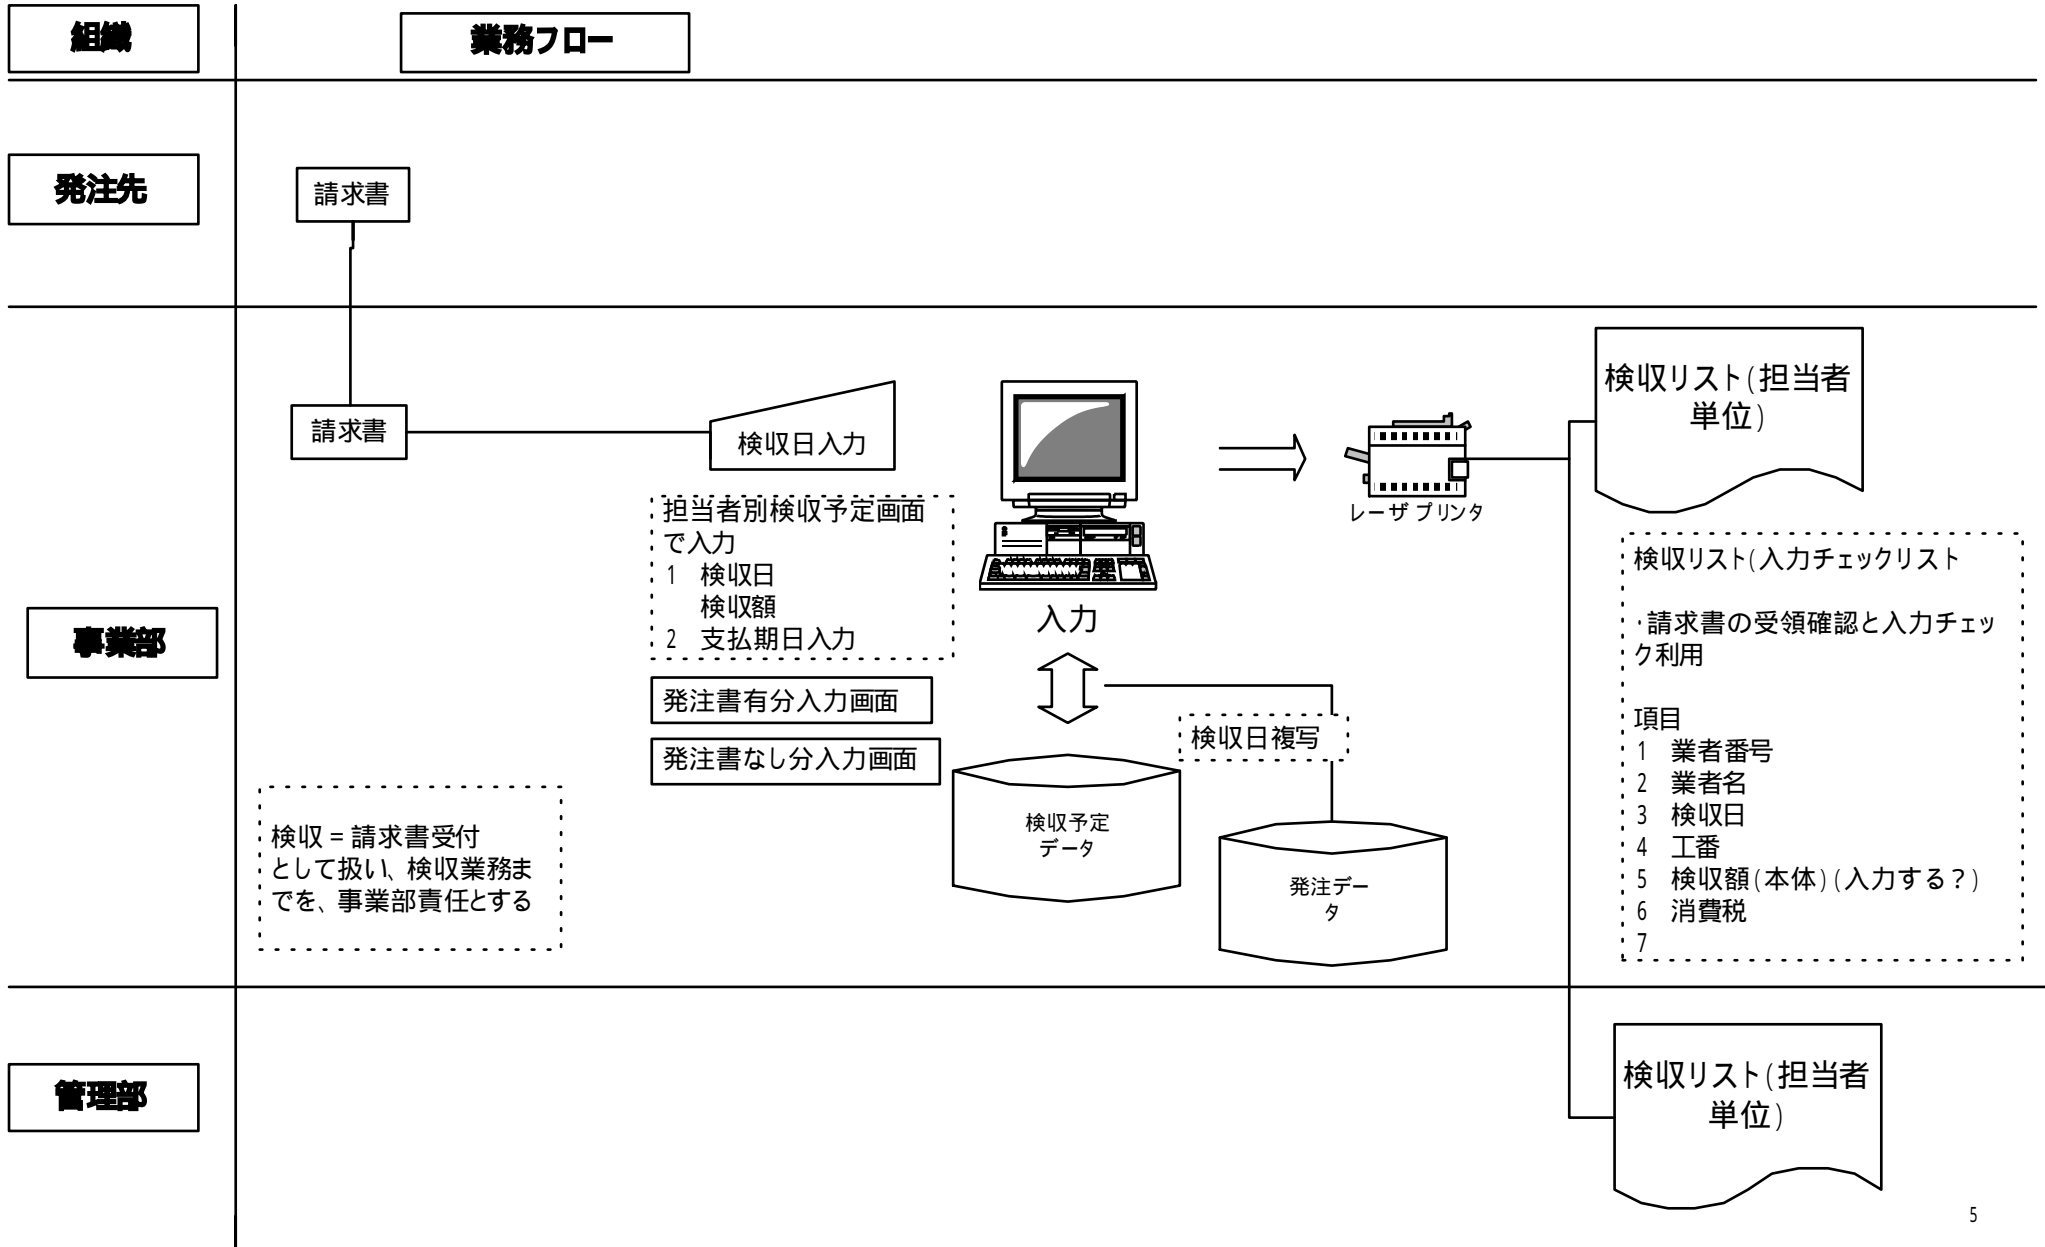 組織
業務フロー
発注先
請求書
事業部
請求書
検収日入力
担当者別検収予定画面
で入力
1 検収日
検収額
2 支払期日入力
発注書有分入力画面
発注書なし分入力画面
検収 = 請求書受付
として扱い、検収業務ま
でを、事業部責任とする
入力
検収日複写
検収予定
データ
発注デー
タ
レーザプリンタ
検収リスト(担当者
単位)
検収リスト(入力チェックリスト
・請求書の受領確認と入力チェッ
ク利用
項目
1 業者番号
2 業者名
3 検収日
4 工番
5 検収額(本体)(入力する?)
6 消費税
7
管理部
検収リスト(担当者
単位)
5